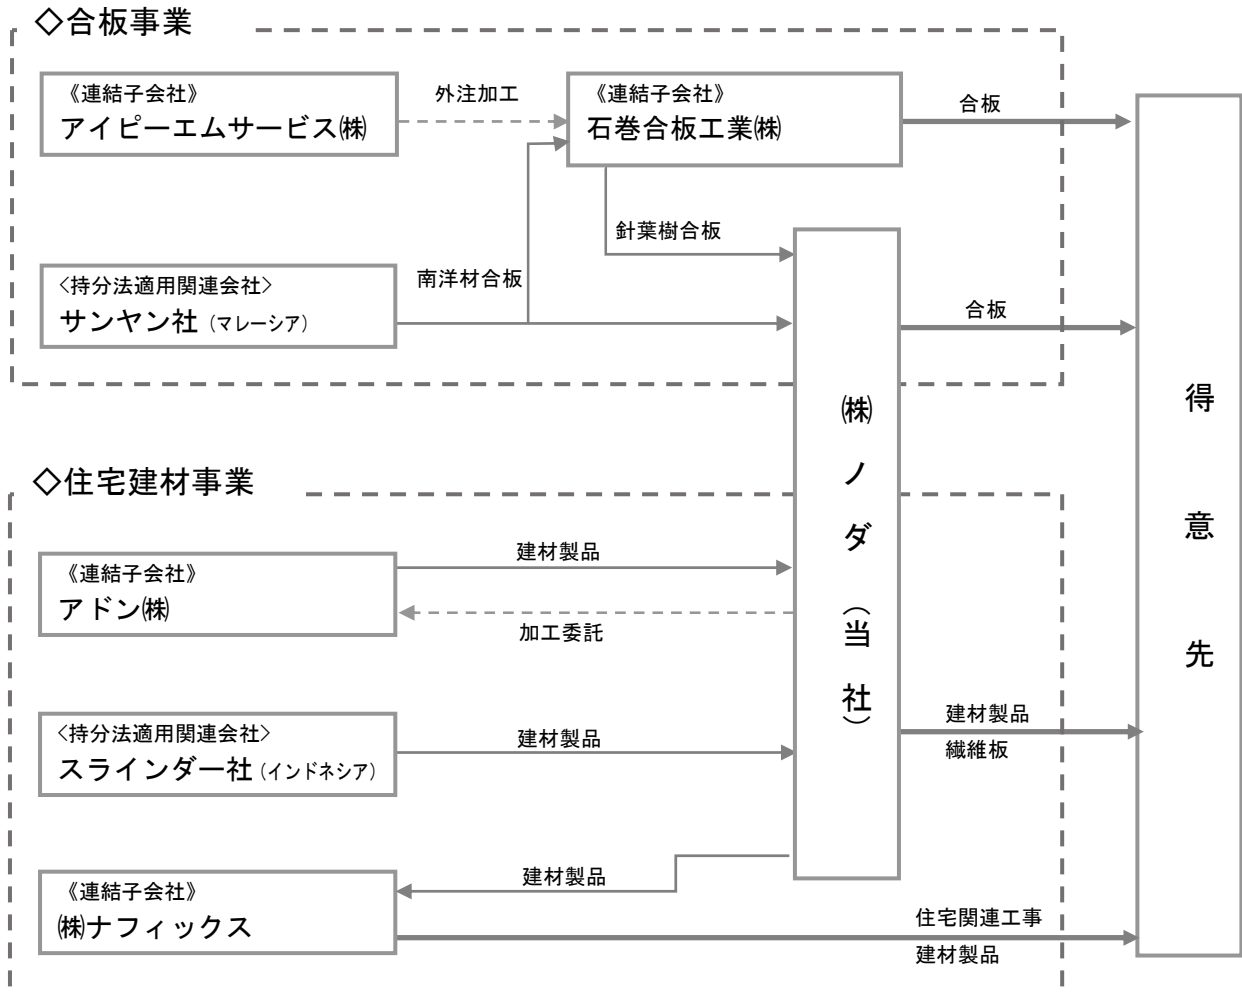 ◇合板事業
《連結子会社》
アイピーエムサービス㈱
外注加工
《連結子会社》
石巻合板工業㈱
合板
針葉樹合板
<持分法適用関連会社>
サンヤン社（マレーシア）
南洋材合板
合板
㈱ノダ（当社）
得意先
◇住宅建材事業
《連結子会社》
アドン㈱
建材製品
加工委託
<持分法適用関連会社>
スラインダー社（インドネシア）
建材製品
建材製品
繊維板
《連結子会社》
㈱ナフィックス
建材製品
住宅関連工事
建材製品